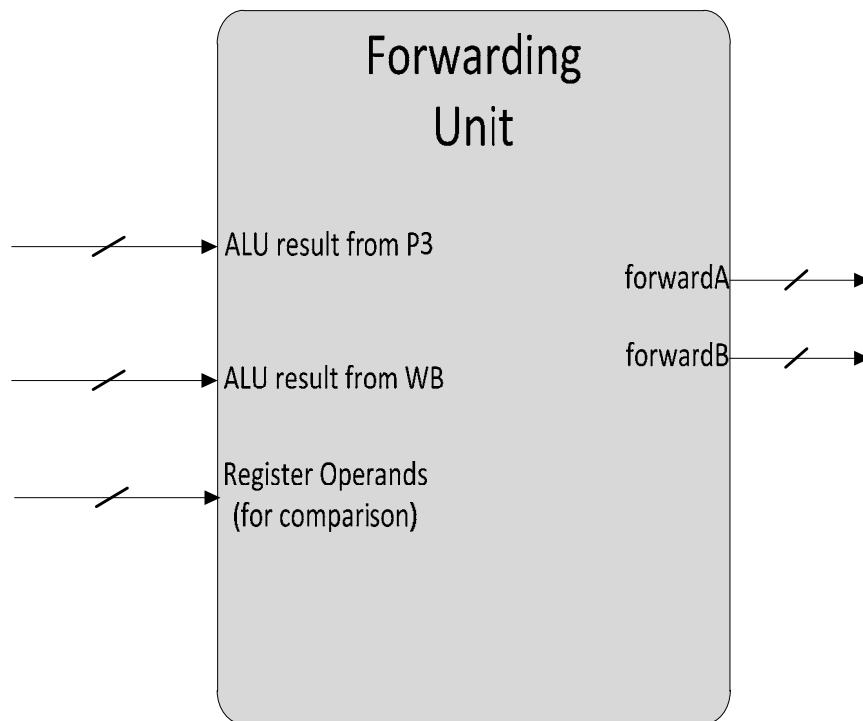 Forwarding
Unit
ALU result from P3
forwardA
forwardB
ALU result from WB
Register Operands
(for comparison)